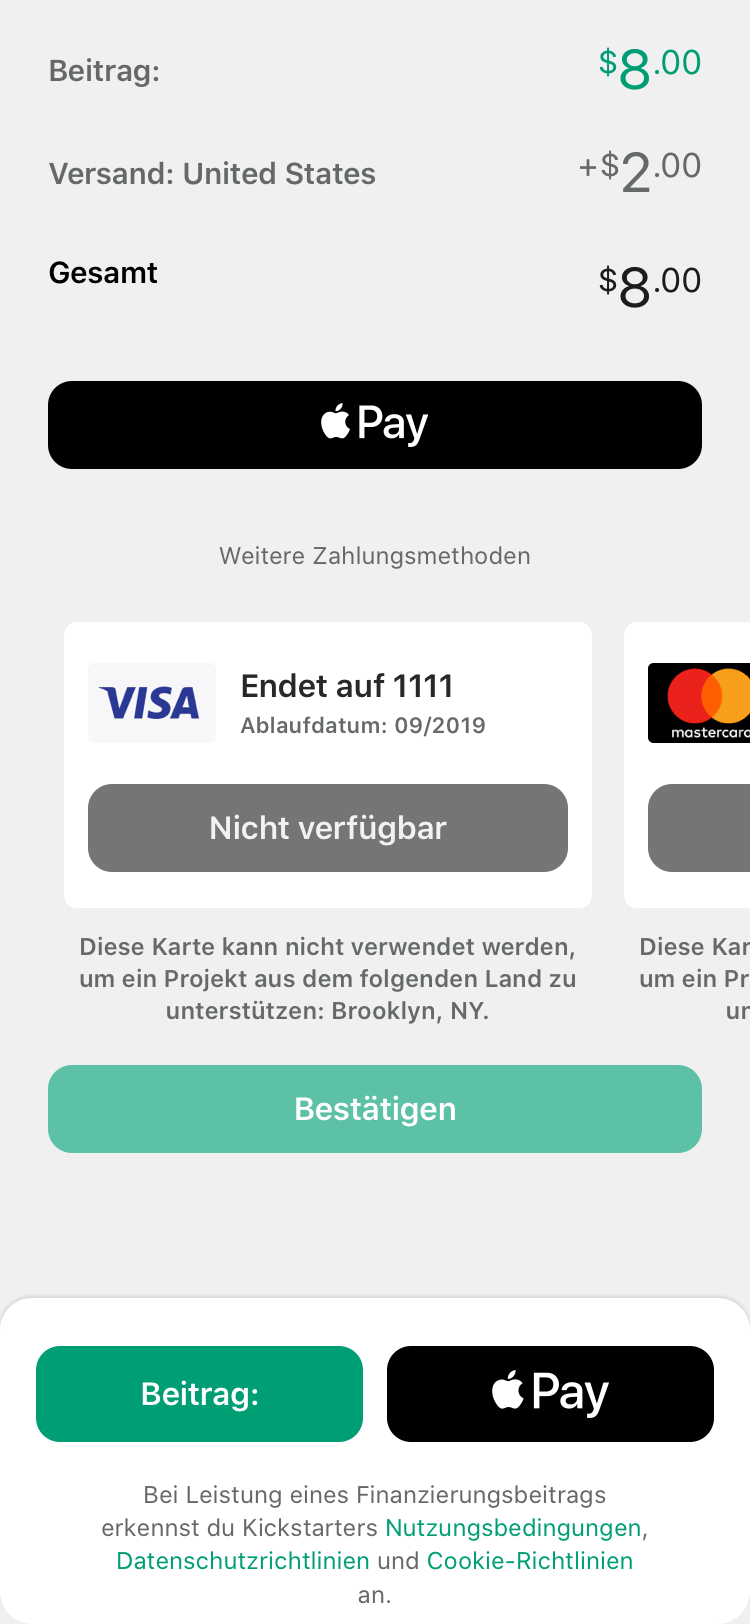 Beitrag: $8.00
Versand: United States +$2.00
Gesamt $8.00
Pay
Weitere Zahlungsmethoden
VISA Endet auf 1111
Ablaufdatum: 09/2019
mastercard
Nicht verfügbar
Diese Karte kann nicht verwendet werden,
um ein Projekt aus dem folgenden Land zu
unterstützen: Brooklyn, NY.
Diese Kar
um ein Pr
un
Bestätigen
Beitrag: Pay
Bei Leistung eines Finanzierungsbeitrags
erkennst du Kickstarters Nutzungsbedingungen,
Datenschutzrichtlinien und Cookie-Richtlinien
an.